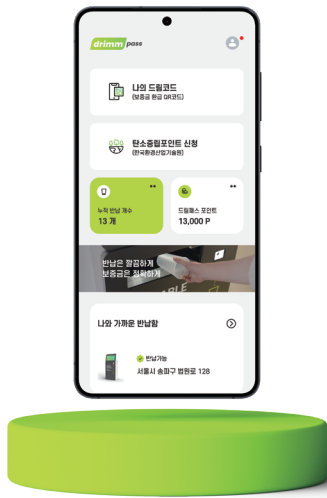 drimm pass
나의 드림코드
(보증금 환급 QR코드)
탄소중립포인트 신청
(한국환경산업기술원)
누적 반납 개수
13 개
드림패스 포인트
13,000 P
반납은 깔끔하게
보증금은 정확하게
나와 가까운 반납함
반납가능
서울시 송파구 법원로 128